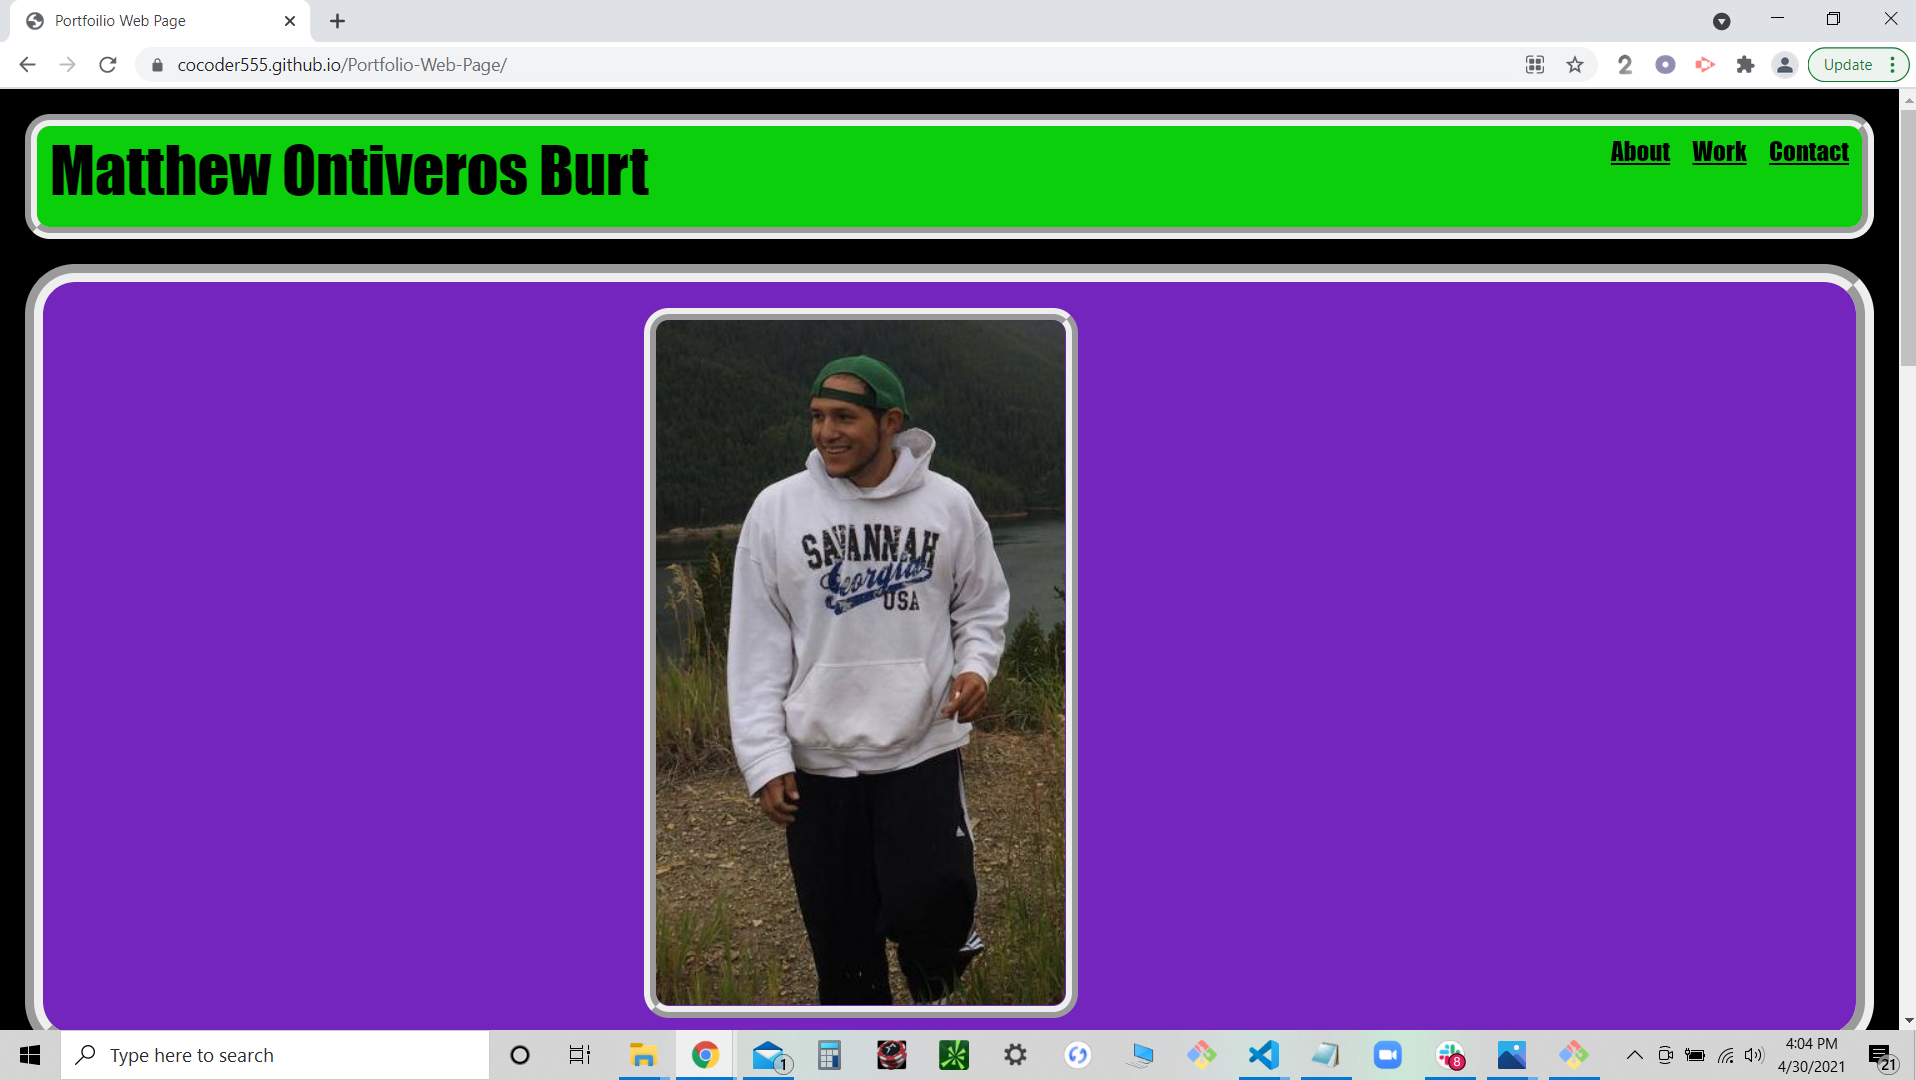 Portfoilio Web Page
cocoder555.github.io/Portfolio-Web-Page/
Update
Matthew Ontiveros Burt
About Work Contact
SAVANNAH
Georgia
USA
Type here to search
1
8
4:04 PM
4/30/2021
21